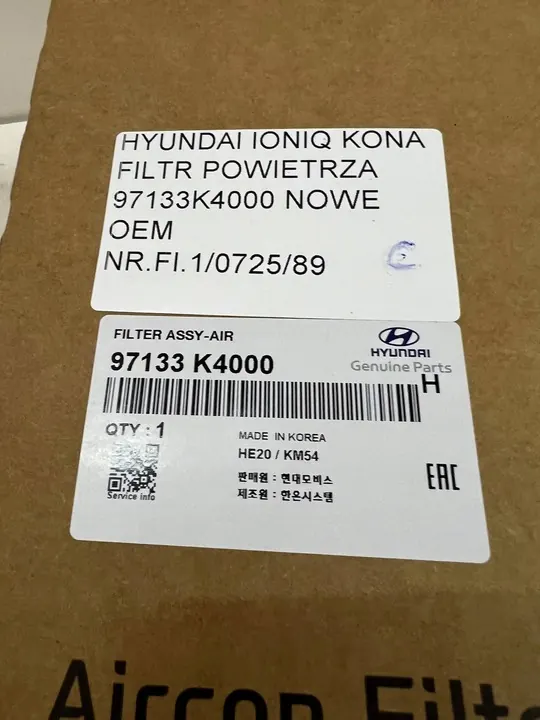 HYUNDAI IONIQ KONA
FILTR POWIETRZA
97133K4000 NOWE
OEM
NR.FI.1/0725/89
C
FILTER ASSY-AIR
97133 K4000
HYUNDAI
Genuine Parts
H
QTY : 1
MADE IN KOREA
HE20 / KM54
Service info
판매원 : 현대모비스
제조원 : 한온시스템
EAC
Aircon Filte